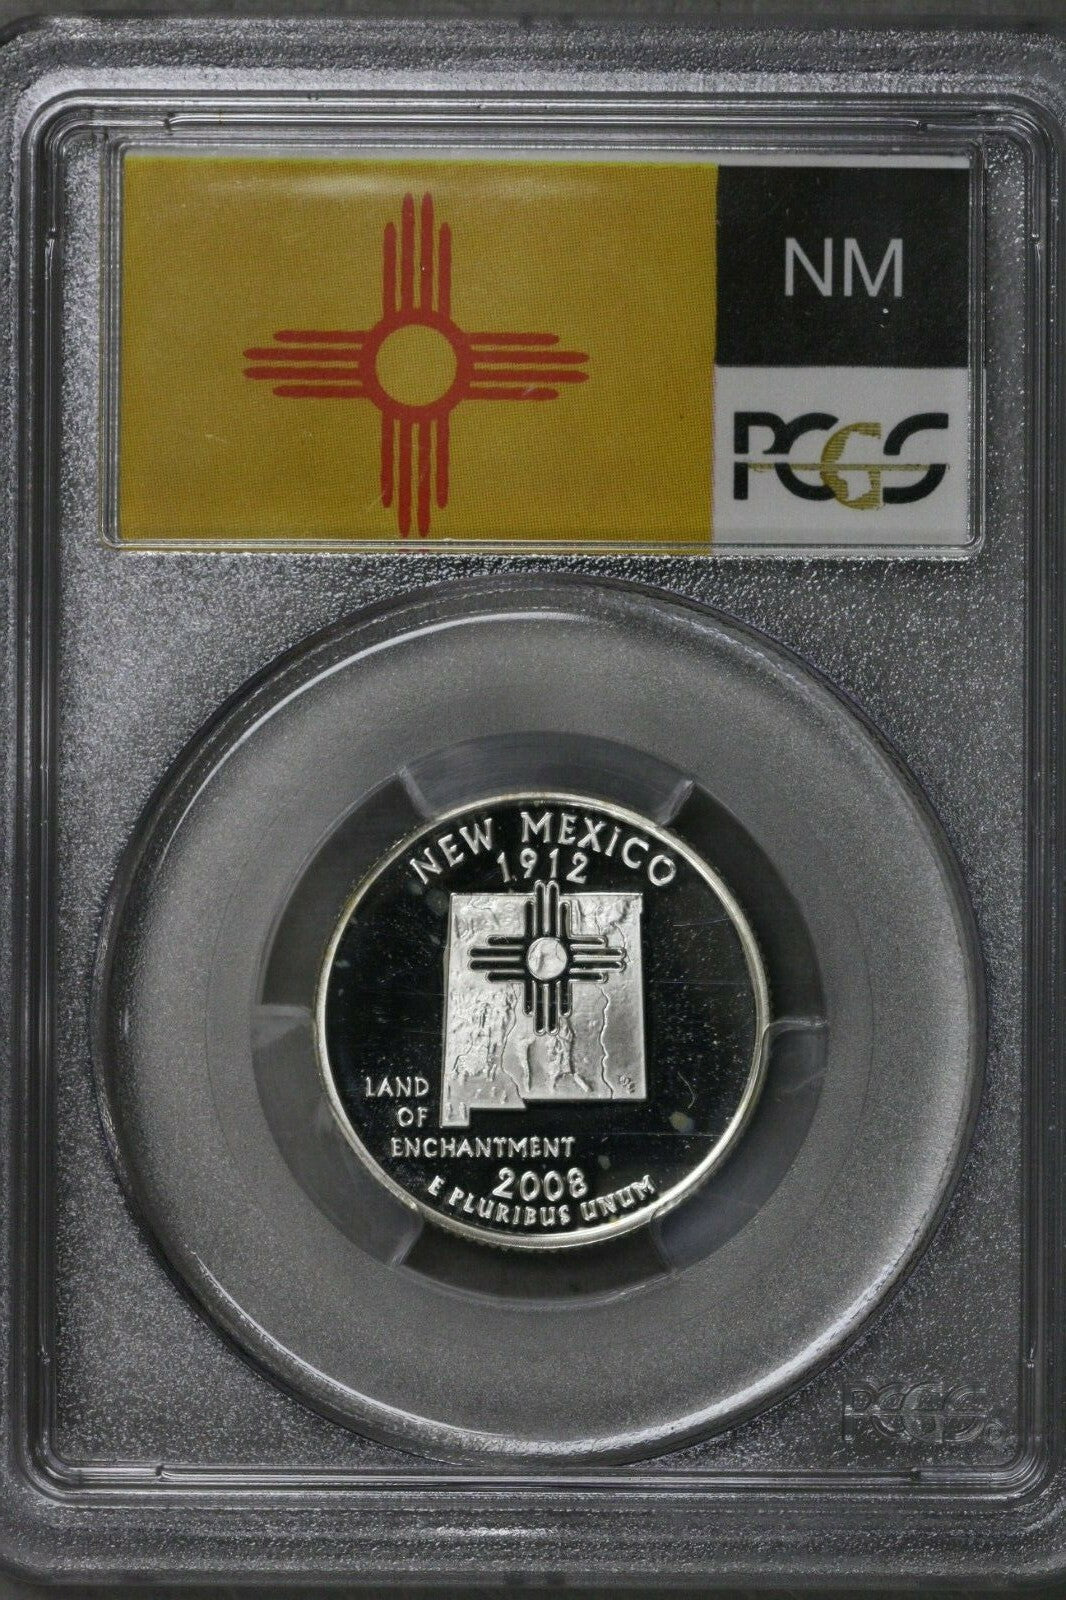 NM
PCGS
NEW MEXICO
1912
LAND
OF
ENCHANTMENT
2008
E PLURIBUS UNUM
PCGS